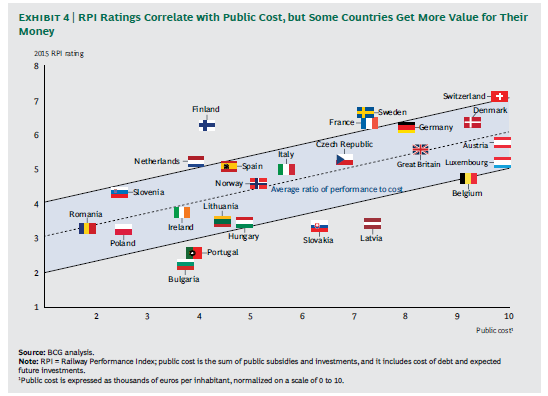 EXHIBIT 4 | RPI Ratings Correlate with Public Cost, but Some Countries Get More Value for Their
Money
2015 RPI rating
8
7
6
5
4
3
2
1
Switzerland
Finland
Sweden
Denmark
France
Germany
Czech Republic
Austria
Netherlands
Spain
Italy
Great Britain
Luxembourg
Norway
Average ratio of performance to cost
Slovenia
Belgium
Romania
Lithuania
Poland
Ireland
Hungary
Slovakia
Latvia
Portugal
Bulgaria
2 3 4 5 6 7 8 9 10
Public cost¹
Source: BCG analysis.
Note: RPI = Railway Performance Index; public cost is the sum of public subsidies and investments, and it includes cost of debt and expected
future investments.
¹Public cost is expressed as thousands of euros per inhabitant, normalized on a scale of 0 to 10.